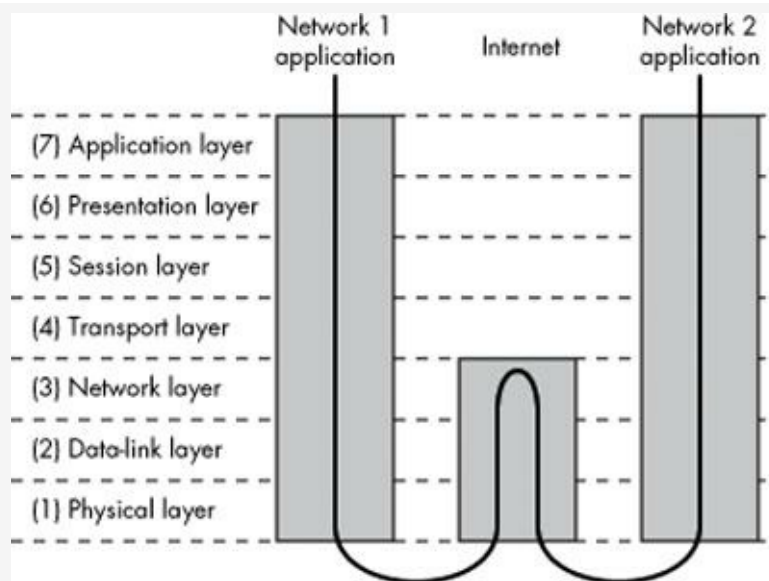 Network 1
application
Internet
Network 2
application
(7) Application layer
(6) Presentation layer
(5) Session layer
(4) Transport layer
(3) Network layer
(2) Data-link layer
(1) Physical layer